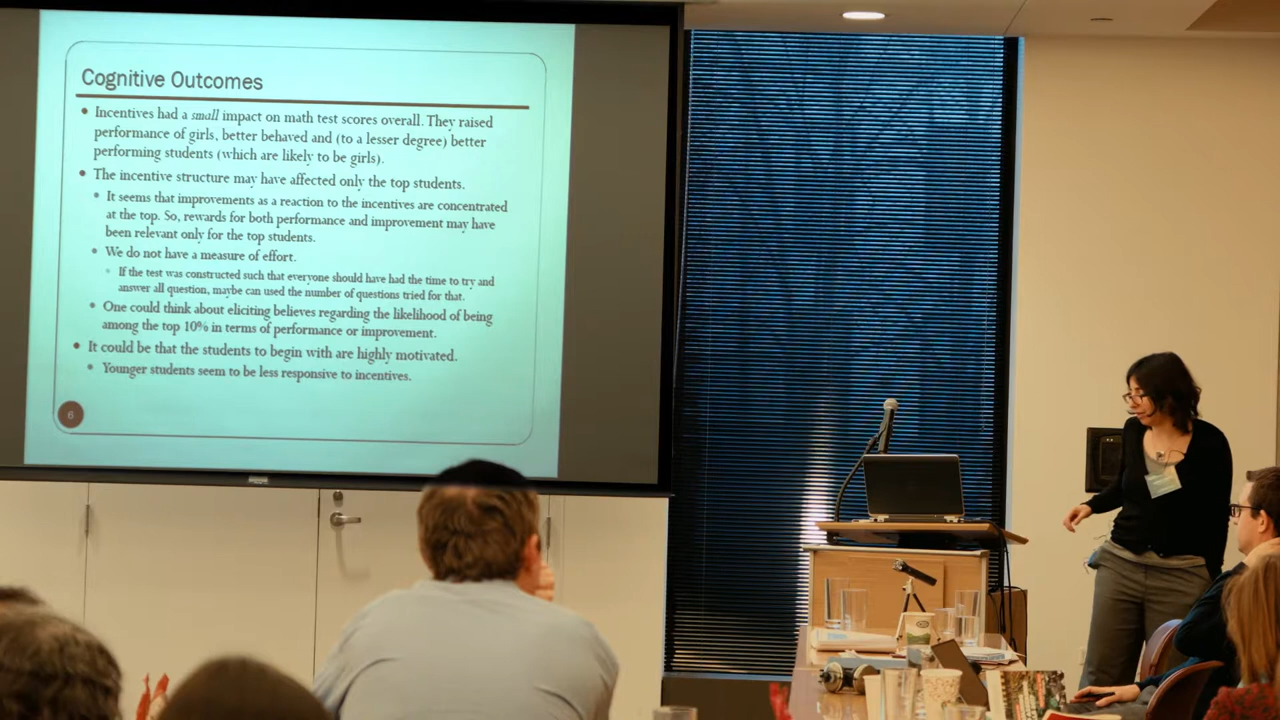 Cognitive Outcomes
• Incentives had a small impact on math test scores overall. They raised
performance of girls, better behaved and (to a lesser degree) better
performing students (which are likely to be girls).
• The incentive structure may have affected only the top students.
• It seems that improvements as a reaction to the incentives are concentrated
at the top. So, rewards for both performance and improvement may have
been relevant only for the top students.
• We do not have a measure of effort.
• If the test was constructed such that everyone should have had the time to try and
answer all question, maybe can used the number of questions tried for that.
• One could think about eliciting believes regarding the likelihood of being
among the top 10% in terms of performance or improvement.
• It could be that the students to begin with are highly motivated.
• Younger students seem to be less responsive to incentives.
6